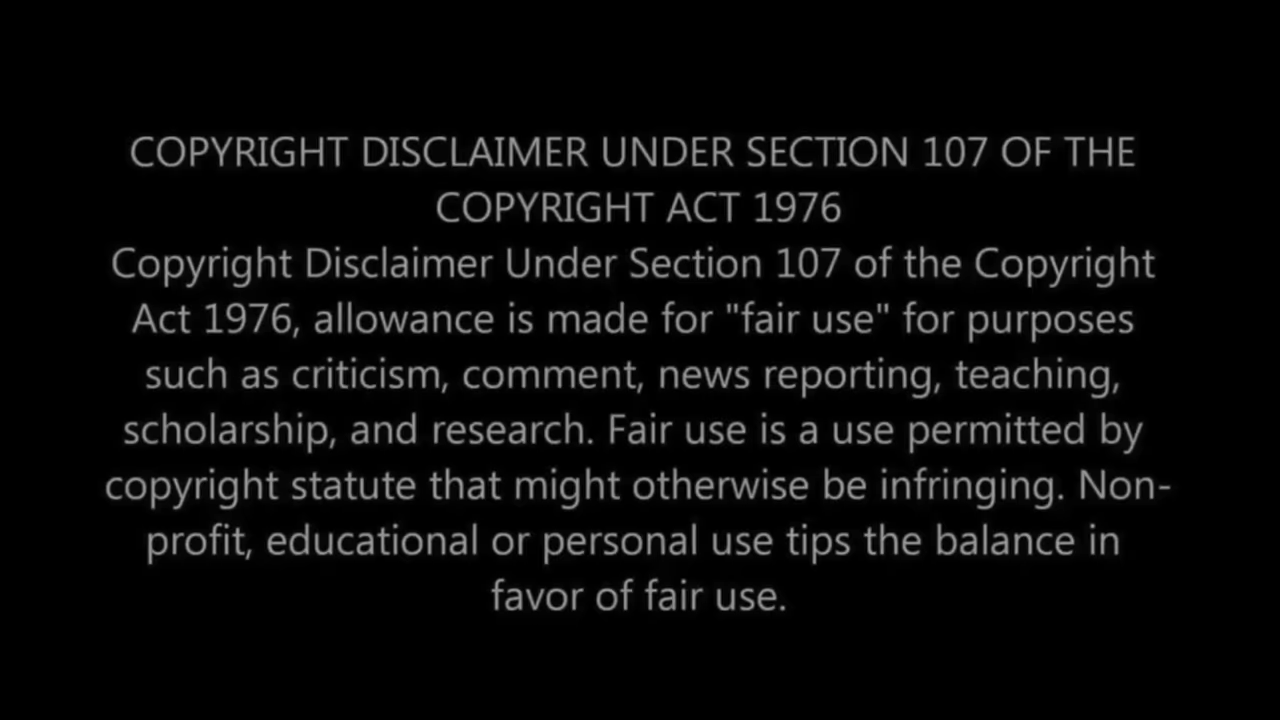 COPYRIGHT DISCLAIMER UNDER SECTION 107 OF THE
COPYRIGHT ACT 1976
Copyright Disclaimer Under Section 107 of the Copyright
Act 1976, allowance is made for "fair use" for purposes
such as criticism, comment, news reporting, teaching,
scholarship, and research. Fair use is a use permitted by
copyright statute that might otherwise be infringing. Non-
profit, educational or personal use tips the balance in
favor of fair use.